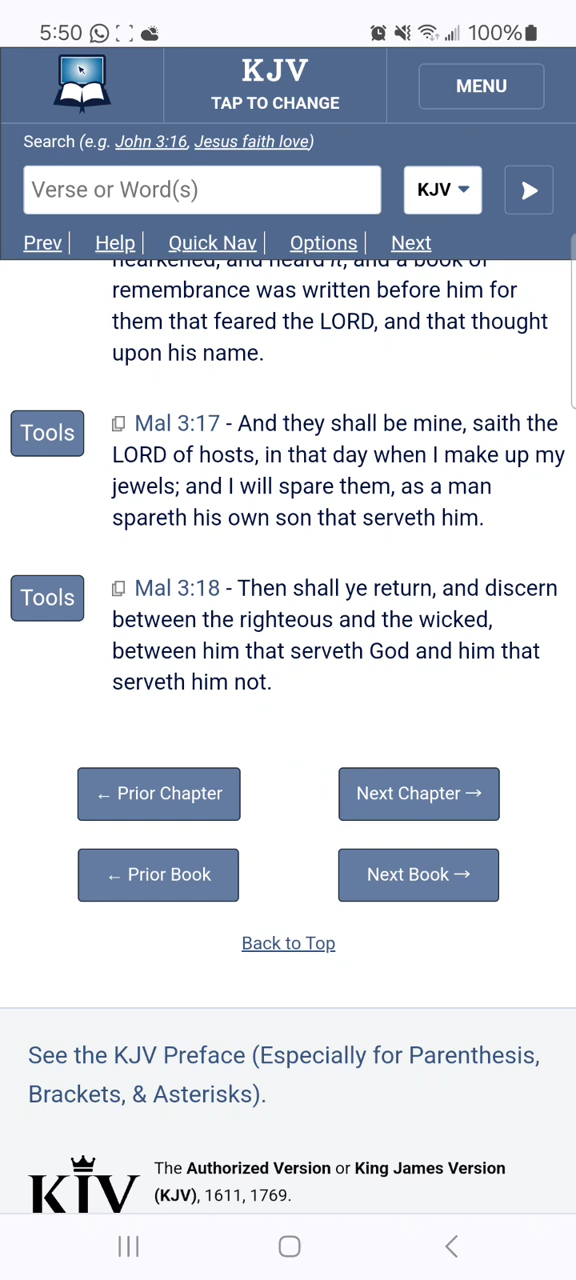 5:50 100%
KJV
TAP TO CHANGE
MENU
Search (e.g. John 3:16, Jesus faith love)
Verse or Word(s)
KJV
Prev | Help | Quick Nav | Options | Next
hearkened, and heard it, and a book of
remembrance was written before him for
them that feared the LORD, and that thought
upon his name.
Tools
Mal 3:17 - And they shall be mine, saith the
LORD of hosts, in that day when I make up my
jewels; and I will spare them, as a man
spareth his own son that serveth him.
Tools
Mal 3:18 - Then shall ye return, and discern
between the righteous and the wicked,
between him that serveth God and him that
serveth him not.
← Prior Chapter
Next Chapter →
← Prior Book
Next Book →
Back to Top
See the KJV Preface (Especially for Parenthesis,
Brackets, & Asterisks).
KJV
The Authorized Version or King James Version
(KJV), 1611, 1769.